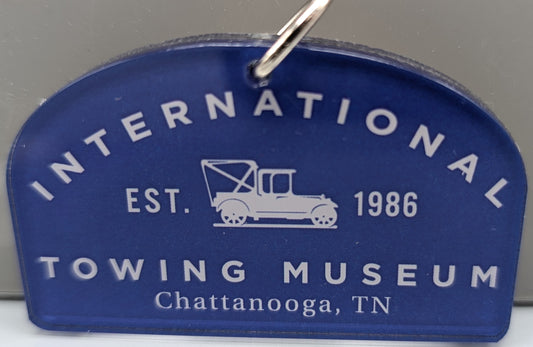 INTERNATIONAL
EST. 1986
TOWING MUSEUM
Chattanooga, TN